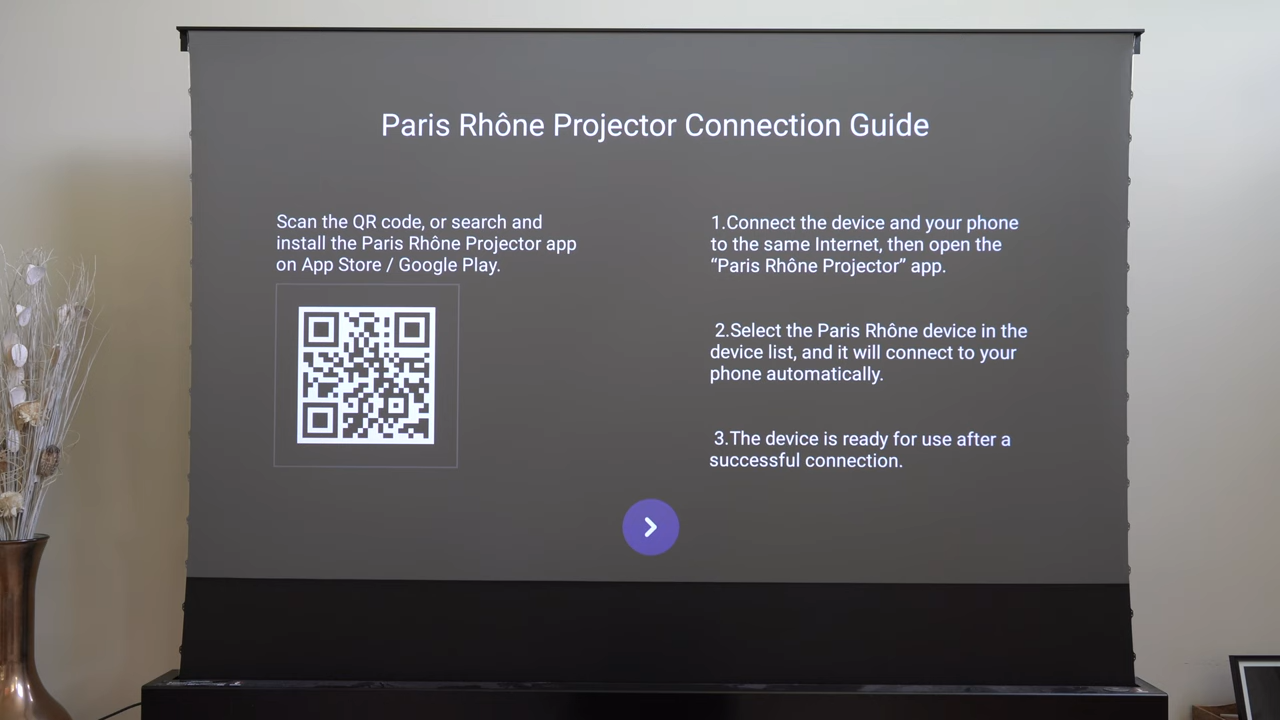 Paris Rhône Projector Connection Guide
Scan the QR code, or search and
install the Paris Rhône Projector app
on App Store / Google Play.
1.Connect the device and your phone
to the same Internet, then open the
“Paris Rhône Projector” app.
2.Select the Paris Rhône device in the
device list, and it will connect to your
phone automatically.
3.The device is ready for use after a
successful connection.